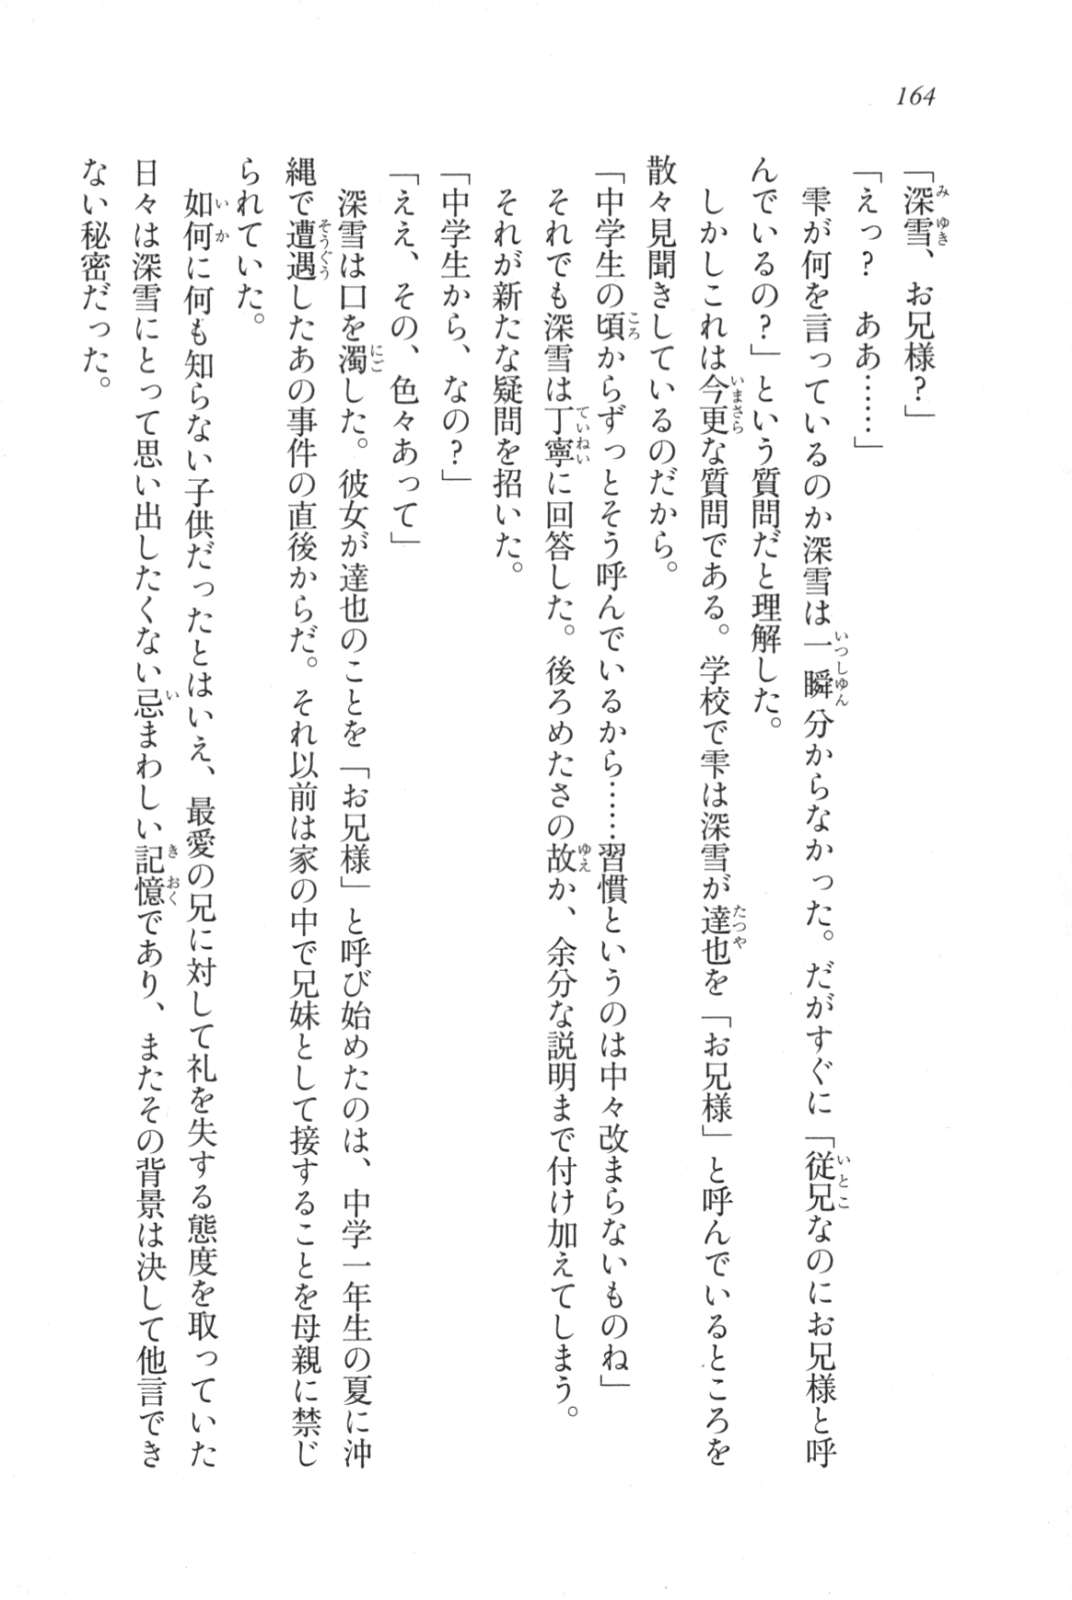 164
「深雪、お兄様？」
「えっ？　ああ……」
　雫が何を言っているのか深雪は一瞬分からなかった。だがすぐに「従兄なのにお兄様と呼
んでいるの？」という質問だと理解した。
　しかしこれは今更な質問である。学校で雫は深雪が達也を「お兄様」と呼んでいるところを
散々見聞きしているのだから。
「中学生の頃からずっとそう呼んでいるから……習慣というのは中々改まらないものね」
　それでも深雪は丁寧に回答した。後ろめたさの故か、余分な説明まで付け加えてしまう。
　それが新たな疑問を招いた。
「中学生から、なの？」
「ええ、その、色々あって」
　深雪は口を濁した。彼女が達也のことを「お兄様」と呼び始めたのは、中学一年生の夏に沖
縄で遭遇したあの事件の直後からだ。それ以前は家の中で兄妹として接することを母親に禁じ
られていた。
　如何に何も知らない子供だったとはいえ、最愛の兄に対して礼を失する態度を取っていた
日々は深雪にとって思い出したくない忌まわしい記憶であり、またその背景は決して他言でき
ない秘密だった。